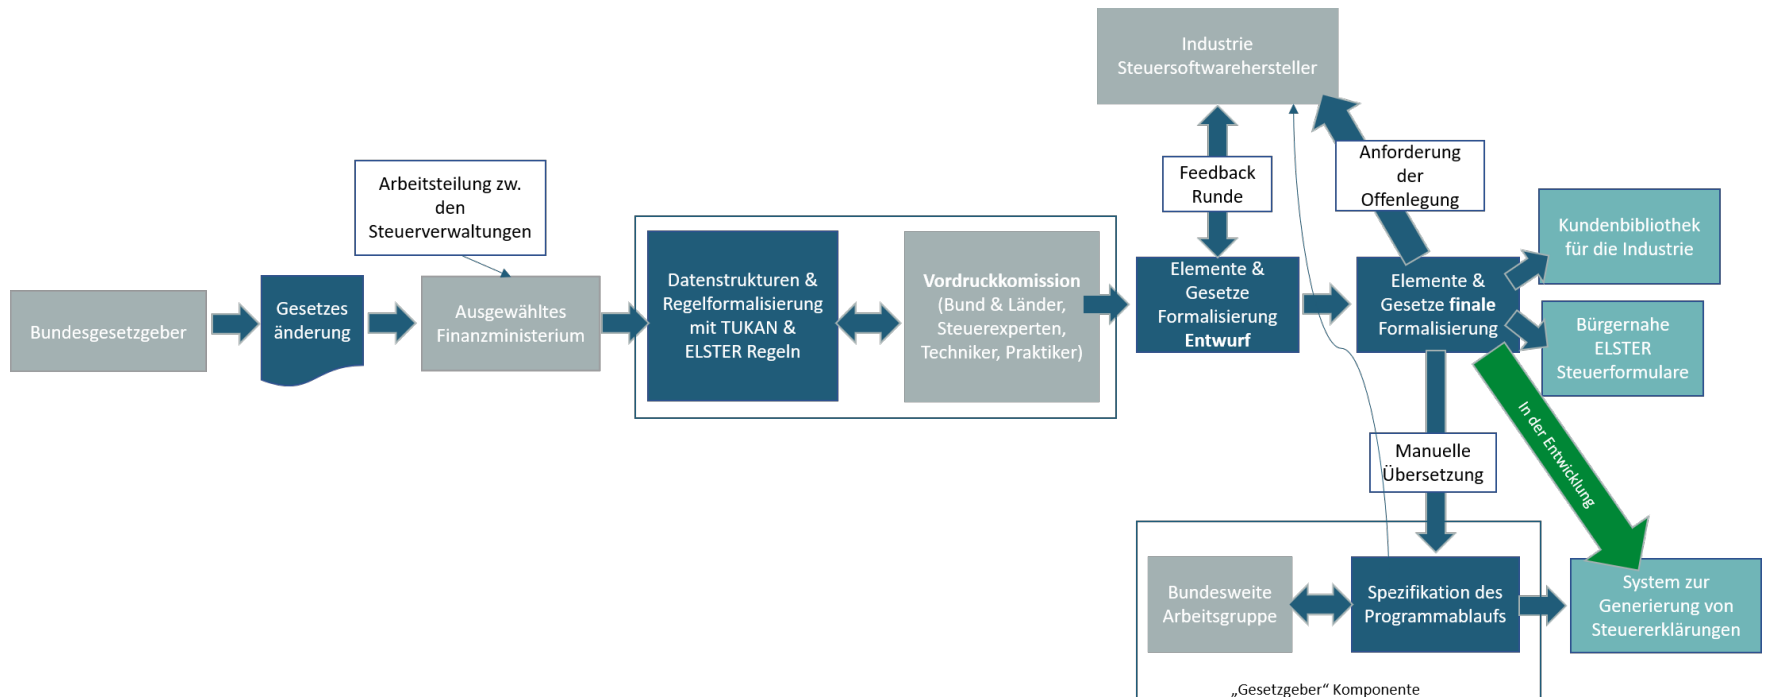 Industrie
Steuersoftwarehersteller
Arbeitsteilung zw.
den
Steuerverwaltungen
Feedback
Runde
Anforderung
der
Offenlegung
Bundesgesetzgeber
Gesetzes
änderung
Ausgewähltes
Finanzministerium
Datenstrukturen &
Regelformalisierung
mit TUKAN &
ELSTER Regeln
Vordruckkomission
(Bund & Länder,
Steuerexperten,
Techniker, Praktiker)
Elemente &
Gesetze
Formalisierung
Entwurf
Elemente &
Gesetze finale
Formalisierung
Kundenbibliothek
für die Industrie
Bürgernahe
ELSTER
Steuerformulare
In der Entwicklung
Manuelle
Übersetzung
Bundesweite
Arbeitsgruppe
Spezifikation des
Programmablaufs
System zur
Generierung von
Steuererklärungen
„Gesetzgeber“ Komponente